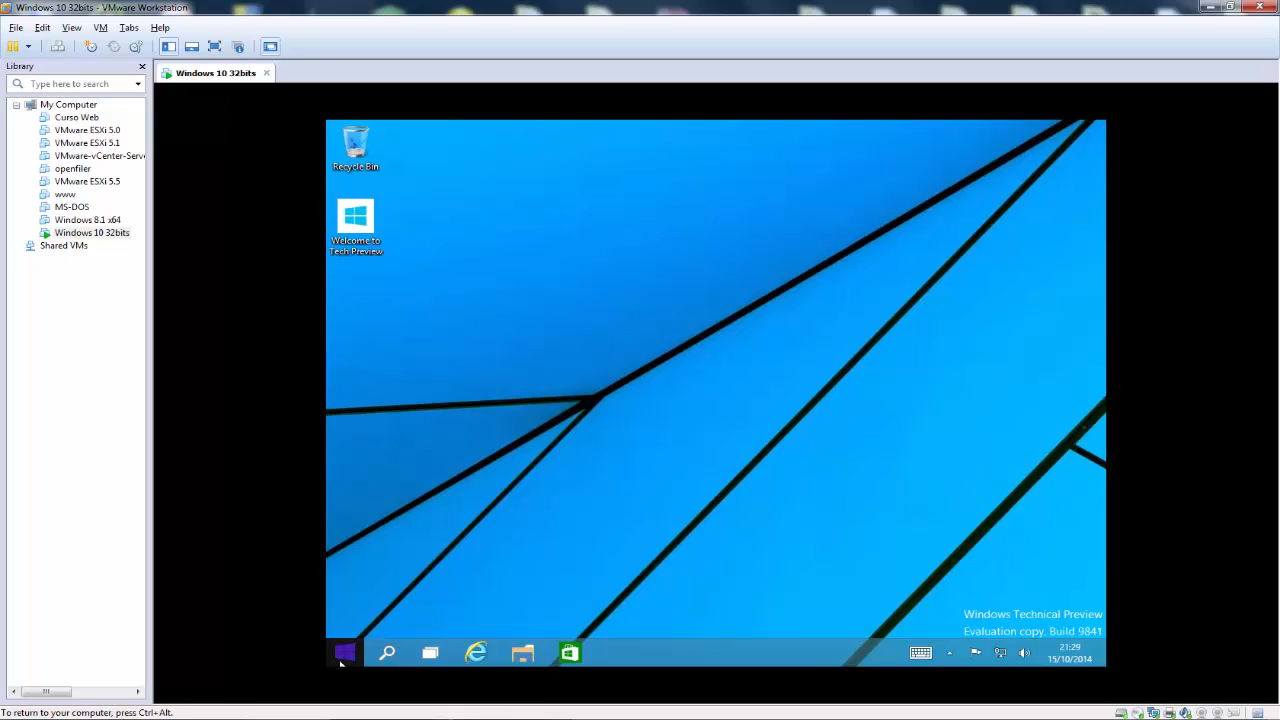 Windows 10 32bits - VMware Workstation
File Edit View VM Tabs Help
Library
Windows 10 32bits
Type here to search
My Computer
Curso Web
VMware ESXi 5.0
VMware ESXi 5.1
VMware-vCenter-Serve
openfiler
VMware ESXi 5.5
www
MS-DOS
Windows 8.1 x64
Windows 10 32bits
Shared VMs
Recycle Bin
Welcome to
Tech Preview
Windows Technical Preview
Evaluation copy. Build 9841
21:29
15/10/2014
To return to your computer, press Ctrl+Alt.